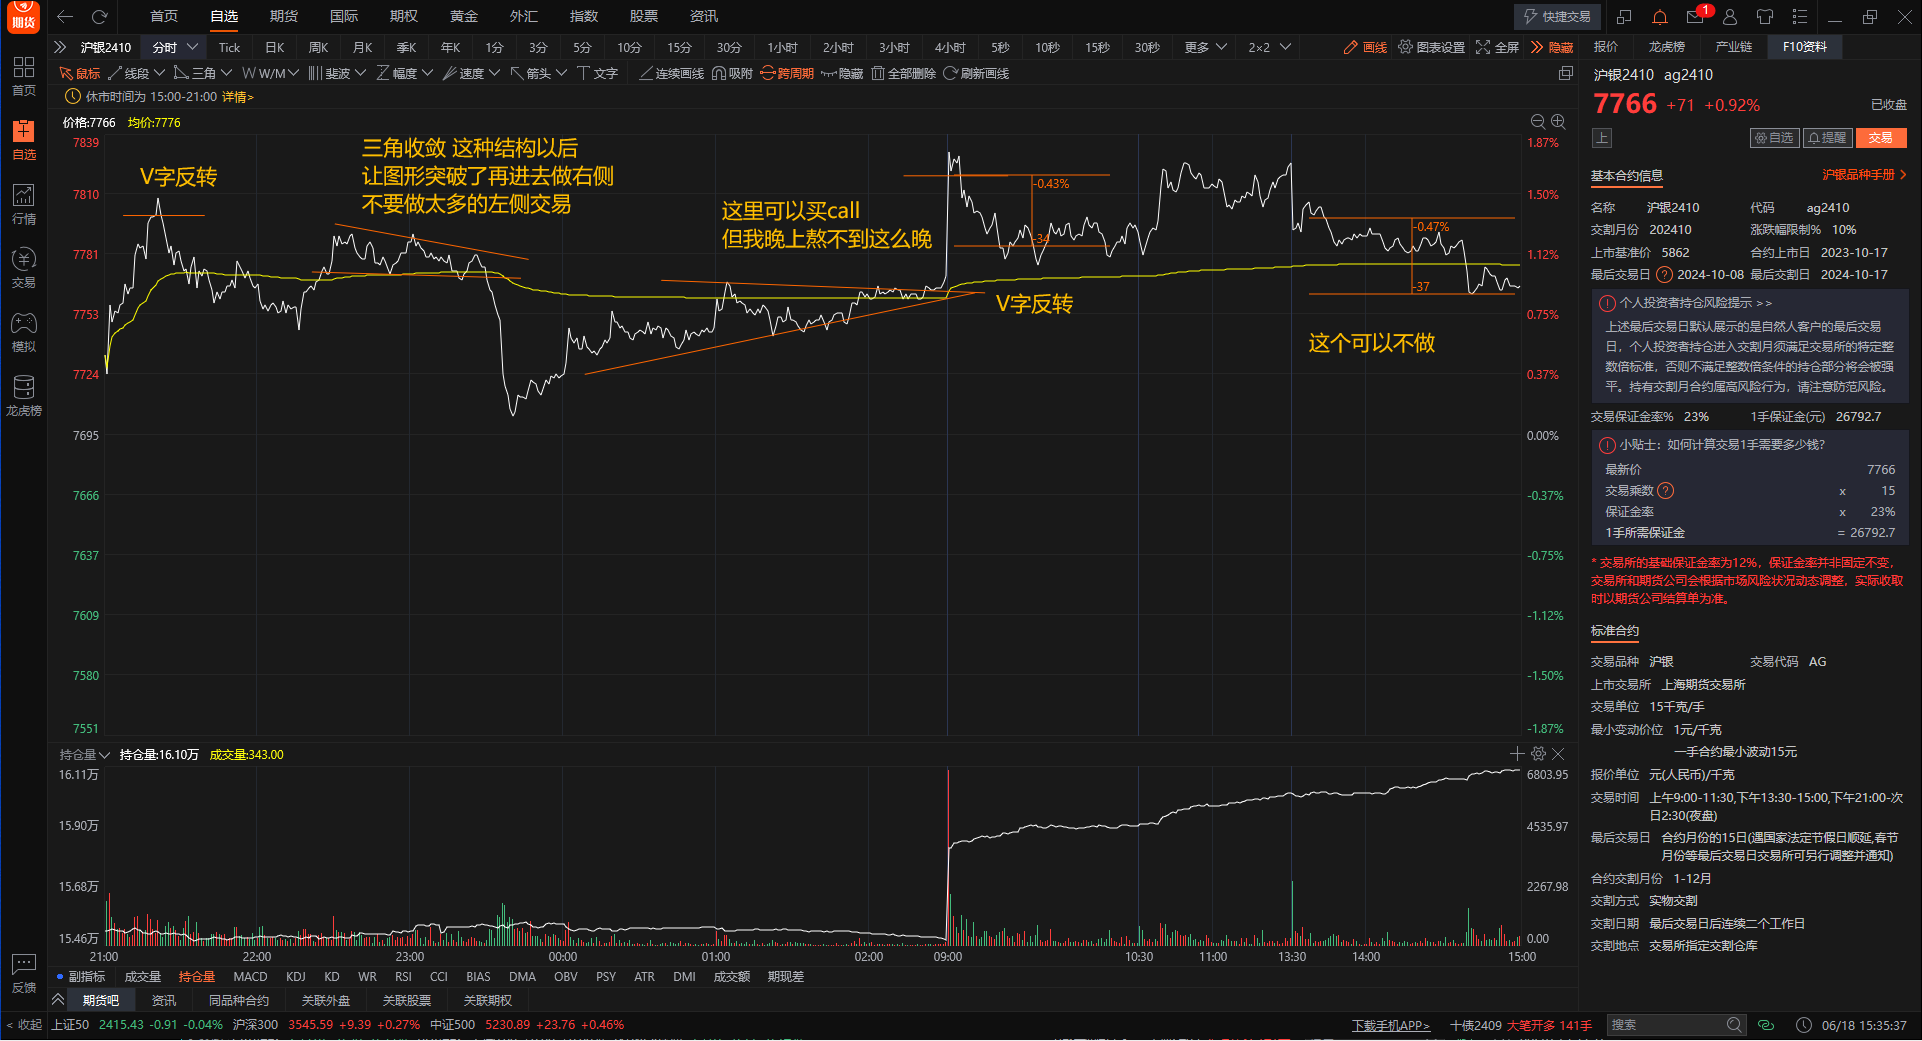 期货
首页
自选
期货
国际
期权
黄金
外汇
指数
股票
资讯
快捷交易
1
沪银2410
分时
Tick
日K
周K
月K
季K
年K
1分
3分
5分
10分
15分
30分
1小时
2小时
3小时
4小时
5秒
10秒
15秒
30秒
更多
2×2
画线
图表设置
全屏
隐藏
报价
龙虎榜
产业链
F10资料
鼠标
线段
三角
W/M
斐波
幅度
速度
箭头
文字
连续画线
吸附
跨周期
隐藏
全部删除
刷新画线
休市时间为 15:00-21:00 详情>
首页
自选
行情
交易
模拟
龙虎榜
反馈
< 收起
价格:7766 均价:7776
7839
7810
7781
7753
7724
7695
7666
7637
7609
7580
7551
1.87%
1.50%
1.12%
0.75%
0.37%
0.00%
-0.37%
-0.75%
-1.12%
-1.50%
-1.87%
V字反转
三角收敛 这种结构以后
让图形突破了再进去做右侧
不要做太多的左侧交易
这里可以买call
但我晚上熬不到这么晚
-0.43%
-34
V字反转
-0.47%
-37
这个可以不做
持仓量 持仓量:16.10万 成交量:343.00
16.11万
15.90万
15.68万
15.46万
6803.95
4535.97
2267.98
0.00
21:00
22:00
23:00
00:00
01:00
02:00
09:00
10:30
11:00
13:30
14:00
15:00
副指标
成交量
持仓量
MACD
KDJ
KD
WR
RSI
CCI
BIAS
DMA
OBV
PSY
ATR
DMI
成交额
期现差
期货吧
资讯
同品种合约
关联外盘
关联股票
关联期权
上证50 2415.43 -0.91 -0.04% 沪深300 3545.59 +9.39 +0.27% 中证500 5230.89 +23.76 +0.46%
下载手机APP>
十债2409 大笔开多 141手
搜索
06/18 15:35:37
沪银2410 ag2410
7766 +71 +0.92%
已收盘
上
自选
提醒
交易
基本合约信息
沪银品种手册 >
名称 沪银2410 代码 ag2410
交割月份 202410 涨跌幅限制% 10%
上市基准价 5862 合约上市日 2023-10-17
最后交易日 ? 2024-10-08 最后交割日 2024-10-17
! 个人投资者持仓风险提示 >>
上述最后交易日默认展示的是自然人客户的最后交易
日，个人投资者持仓进入交割月须满足交易所的特定整
数倍标准，否则不满足整数倍条件的持仓部分将会被强
平。持有交割月合约属高风险行为，请注意防范风险。
交易保证金率% 23% 1手保证金(元) 26792.7
! 小贴士：如何计算交易1手需要多少钱？
最新价 7766
交易乘数 ? x 15
保证金率 x 23%
1手所需保证金 = 26792.7
* 交易所的基础保证金率为12%，保证金率并非固定不变，
交易所和期货公司会根据市场风险状况动态调整，实际收取
时以期货公司结算单为准。
标准合约
交易品种 沪银 交易代码 AG
上市交易所 上海期货交易所
交易单位 15千克/手
最小变动价位 1元/千克
一手合约最小波动15元
报价单位 元(人民币)/千克
交易时间 上午9:00-11:30,下午13:30-15:00,下午21:00-次
日2:30(夜盘)
最后交易日 合约月份的15日(遇国家法定节假日顺延,春节
月份等最后交易日交易所可另行调整并通知)
合约交割月份 1-12月
交割方式 实物交割
交割日期 最后交易日后连续二个工作日
交割地点 交易所指定交割仓库